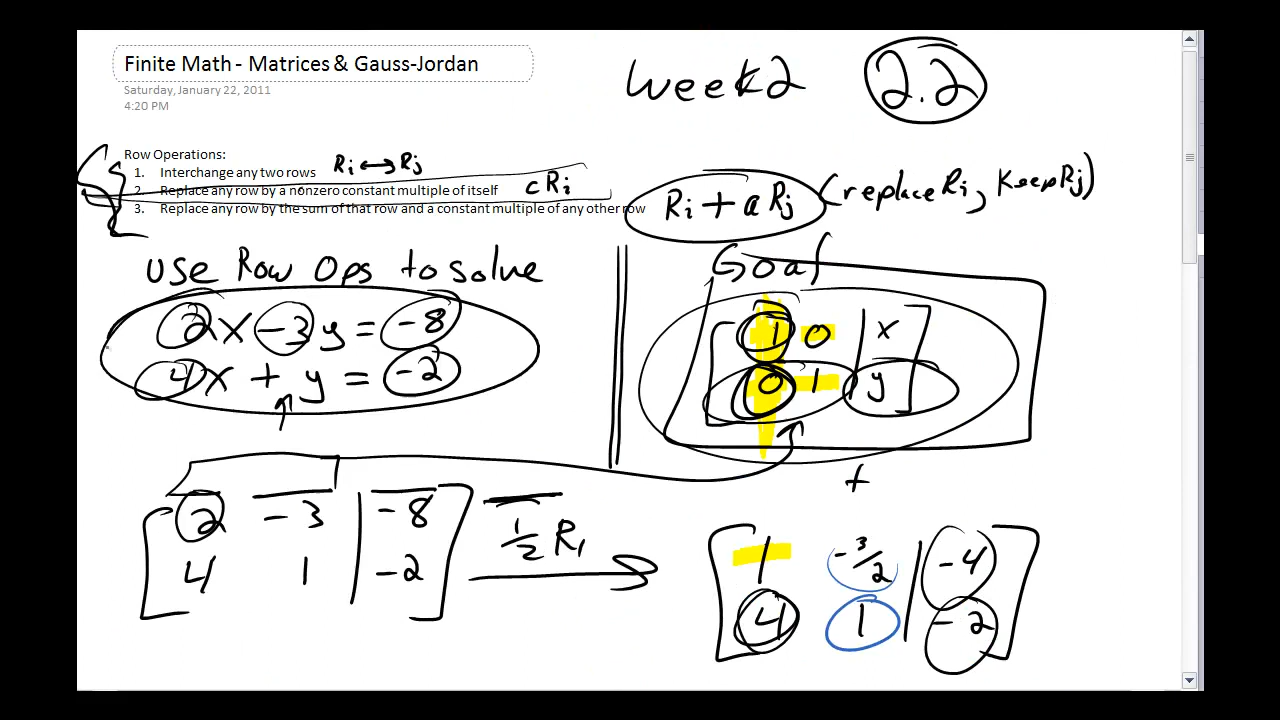 Finite Math - Matrices & Gauss-Jordan
Saturday, January 22, 2011
4:20 PM
Week 2 2.2
Row Operations:
1. Interchange any two rows Ri ↔ Rj
2. Replace any row by a nonzero constant multiple of itself cRi
3. Replace any row by the sum of that row and a constant multiple of any other row Ri + aRj (replace Ri, Keep Rj)
Use Row Ops to solve
2x - 3y = -8
4x + y = -2
Goal
1 0 | x
0 1 | y
2 -3 | -8
4 1 | -2
1/2 R1
1 -3/2 | -4
4 1 | -2